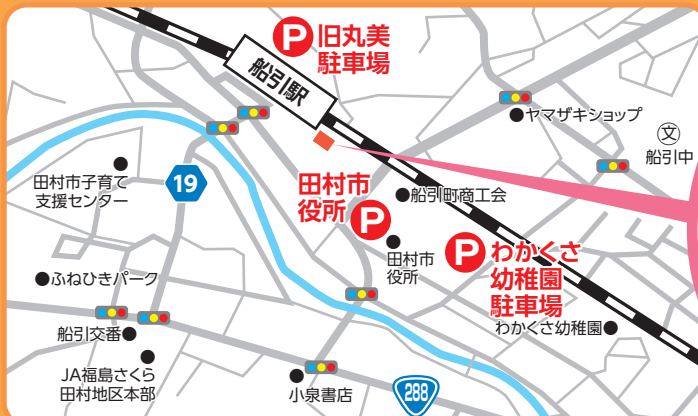 P
旧丸美
駐車場
船引駅
ヤマザキショップ
文
船引中
田村市子育て
支援センター
19
田村市
役所
P
船引町商工会
田村市
役所
P
わかくさ
幼稚園
駐車場
ふねひきパーク
わかくさ幼稚園
船引交番
JA福島さくら
田村地区本部
小泉書店
288